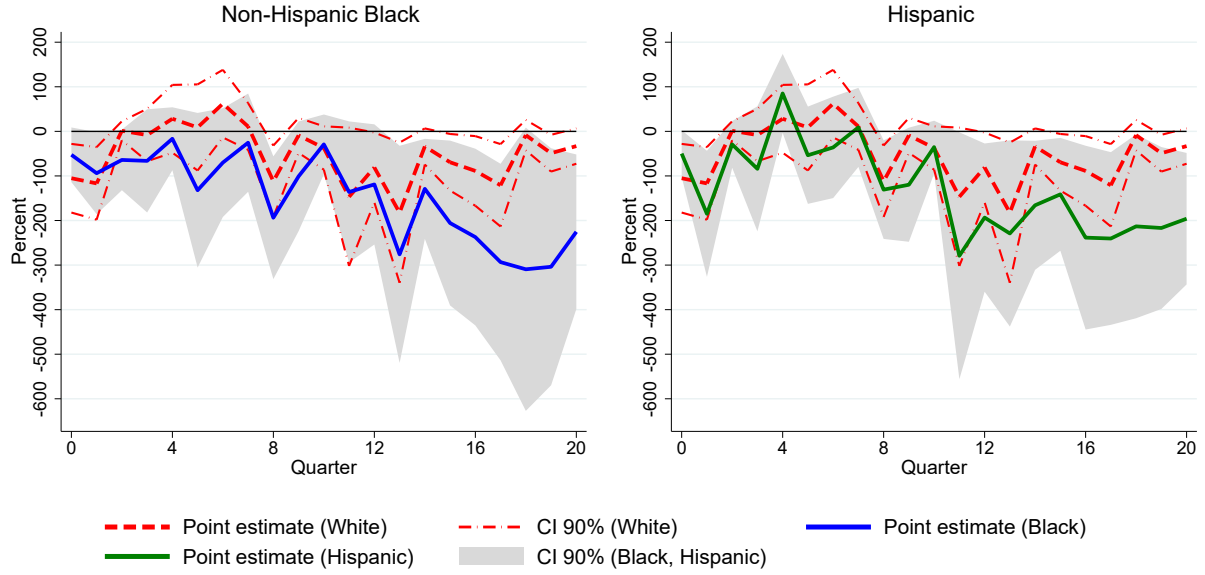 Non-Hispanic Black
Percent
200
100
0
-100
-200
-300
-400
-500
-600
0 4 8 12 16 20
Quarter
Hispanic
Percent
200
100
0
-100
-200
-300
-400
-500
-600
0 4 8 12 16 20
Quarter
Point estimate (White) CI 90% (White) Point estimate (Black)
Point estimate (Hispanic) CI 90% (Black, Hispanic)